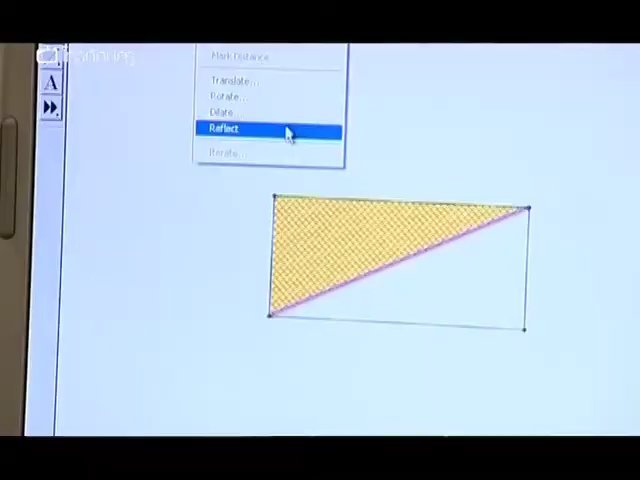 Mark Distance
A
Translate...
Rotate...
Dilate...
Reflect
Iterate...